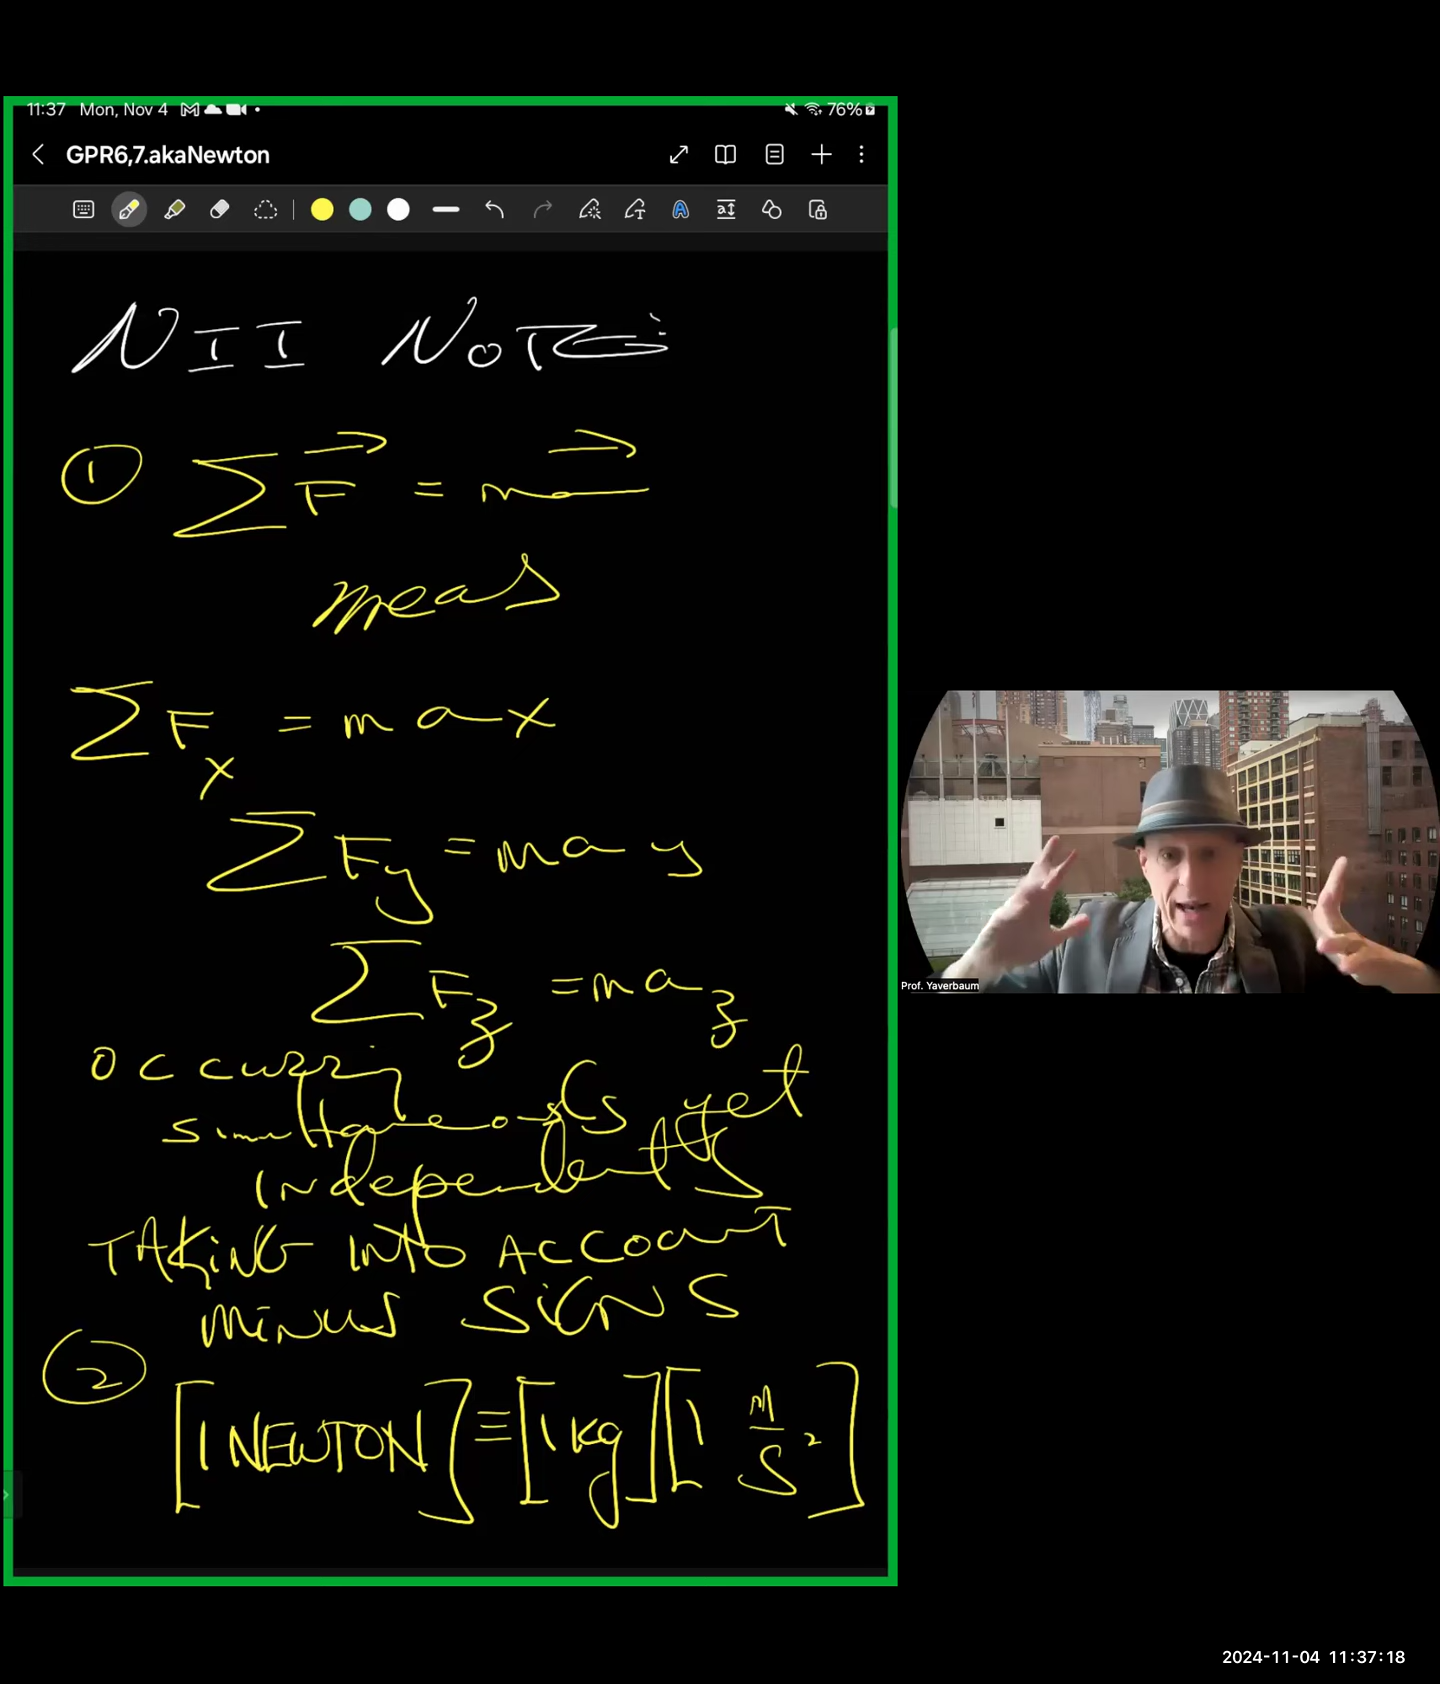 11:37 Mon, Nov 4 76%
GPR6,7.akaNewton
NII NOTES:
① ΣF⃗ = ma⃗
means
ΣFx = max
ΣFy = may
ΣFz = maz
occurring
simultaneously yet
independently
TAKING INTO ACCOUNT
MINUS SIGNS
② [1 NEWTON] ≡ [1 kg][1 m/s²]
Prof. Yaverbaum
2024-11-04 11:37:18